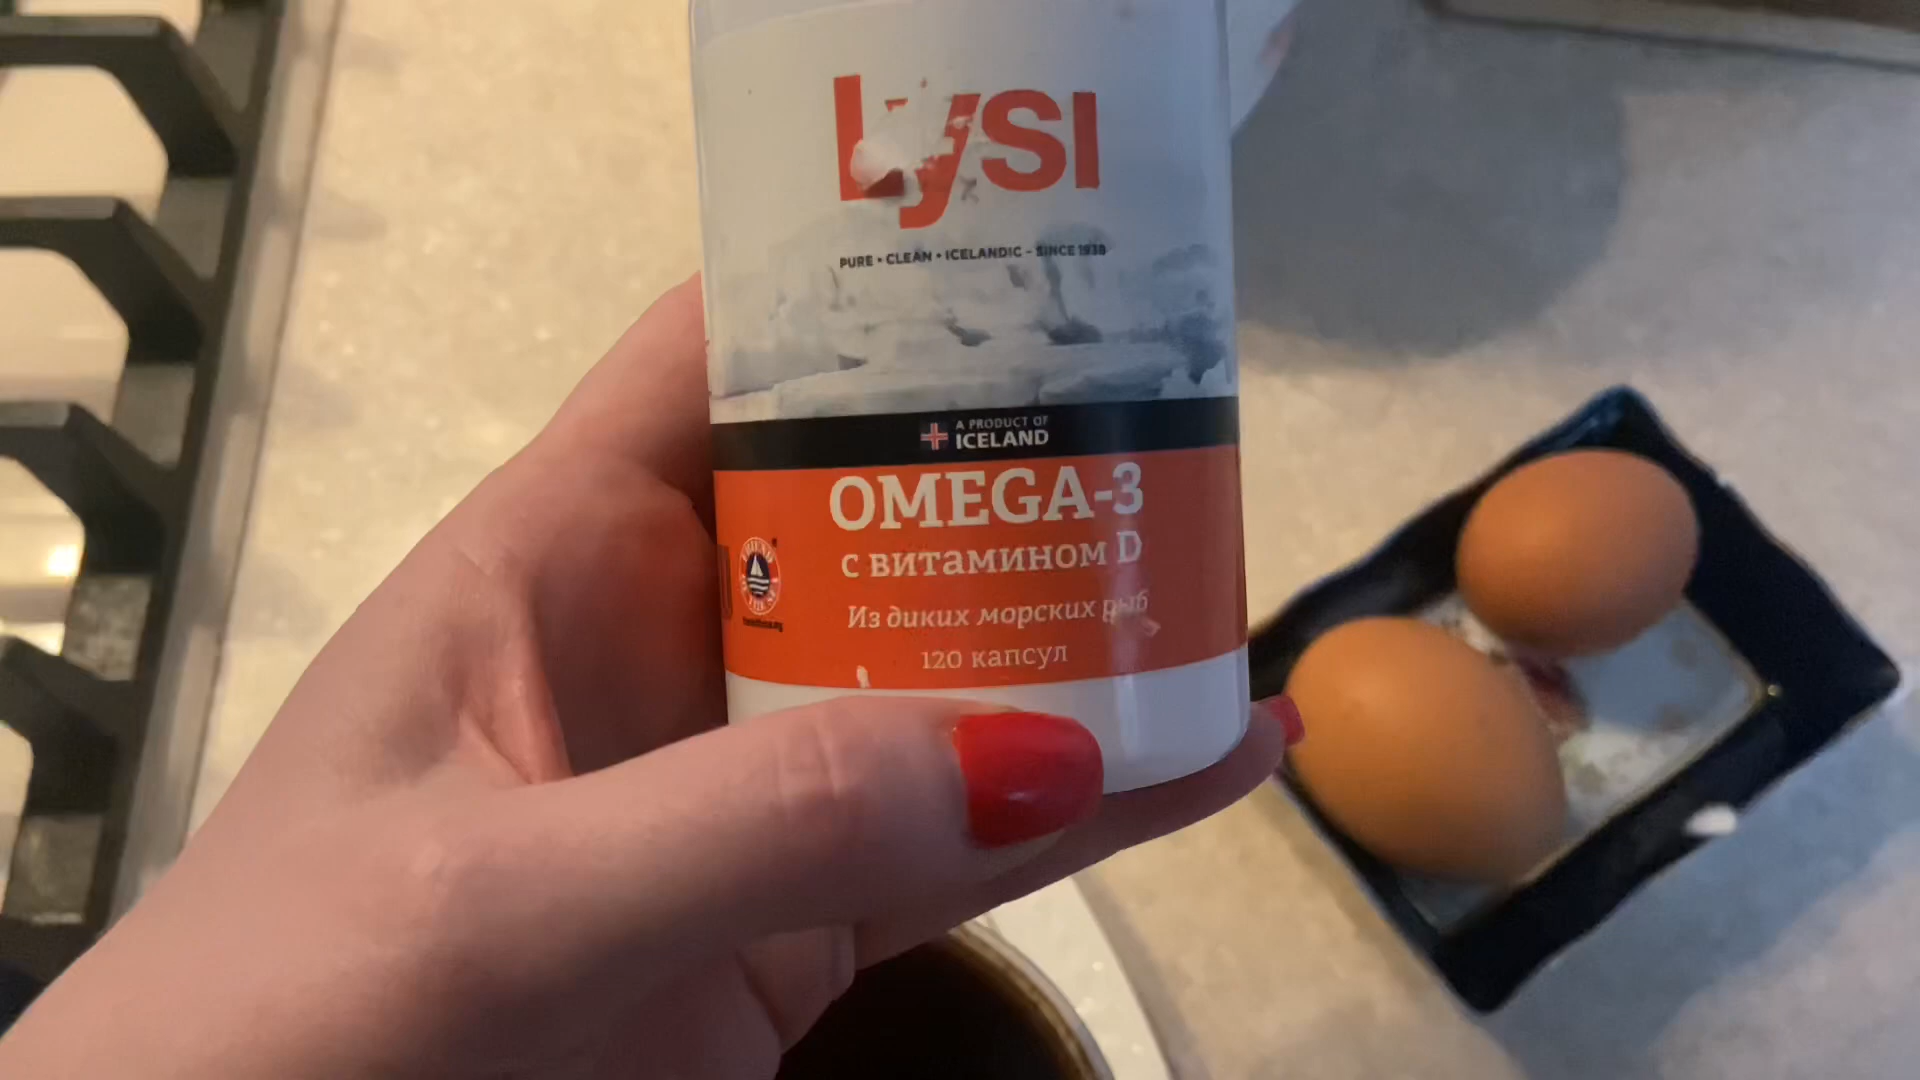 Lysi
PURE • CLEAN • ICELANDIC - SINCE 1938
A PRODUCT OF
ICELAND
OMEGA-3
с витамином D
Из диких морских рыб
120 капсул